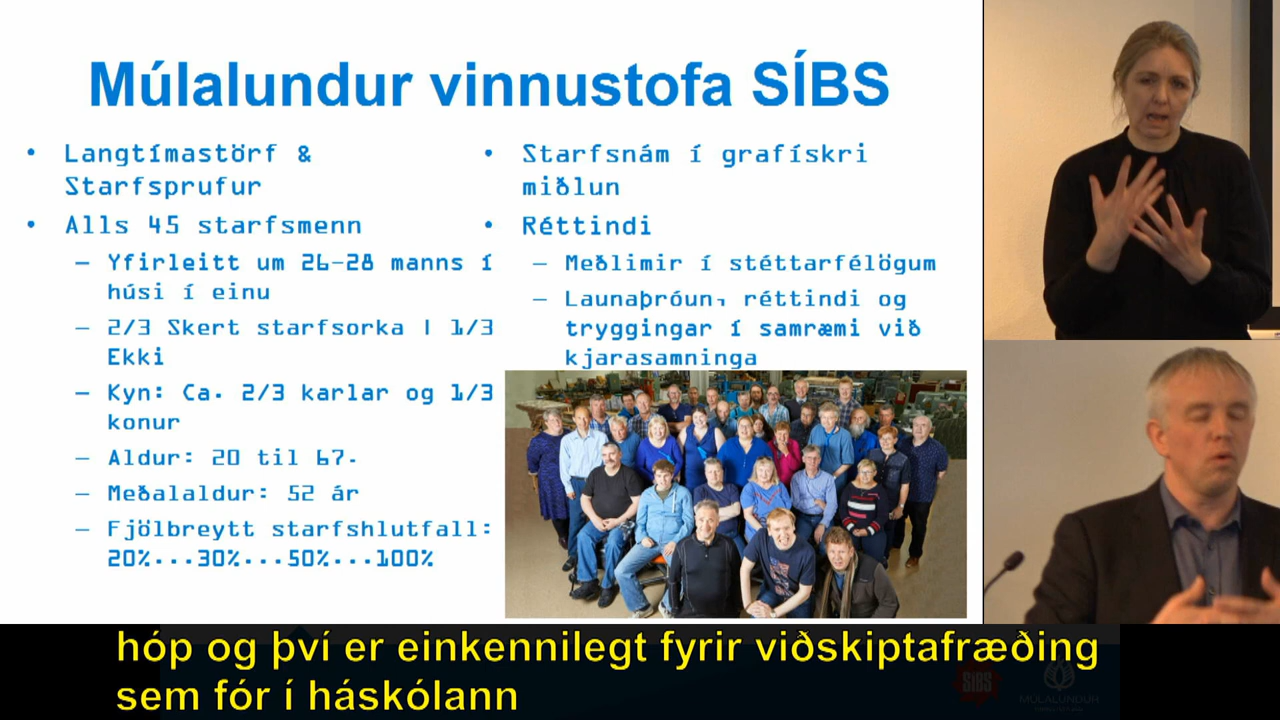 Múlalundur vinnustofa SÍBS
• Langtímastörf &
Starfsprufur
• Alls 45 starfsmenn
– Yfirleitt um 26-28 manns í
húsi í einu
– 2/3 Skert starfsorka | 1/3
Ekki
– Kyn: Ca. 2/3 karlar og 1/3
konur
– Aldur: 20 til 67.
– Meðalaldur: 52 ár
– Fjölbreytt starfshlutfall:
20%...30%...50%...100%
• Starfsnám í grafískri
miðlun
• Réttindi
– Meðlimir í stéttarfélögum
– Launaþróun, réttindi og
tryggingar í samræmi við
kjarasamninga
hóp og því er einkennilegt fyrir viðskiptafræðing
sem fór í háskólann
SÍBS
MÚLALUNDUR